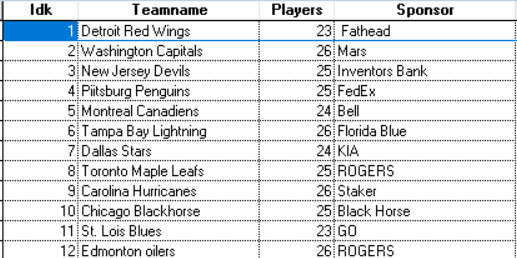 Idk Teamname Players Sponsor
1 Detroit Red Wings 23 Fathead
2 Washington Capitals 26 Mars
3 New Jersey Devils 25 Inventors Bank
4 Piitsburg Penguins 25 FedEx
5 Montreal Canadiens 24 Bell
6 Tampa Bay Lightning 26 Florida Blue
7 Dallas Stars 24 KIA
8 Toronto Maple Leafs 25 ROGERS
9 Carolina Hurricanes 26 Staker
10 Chicago Blackhorse 25 Black Horse
11 St. Lois Blues 23 GO
12 Edmonton oilers 26 ROGERS